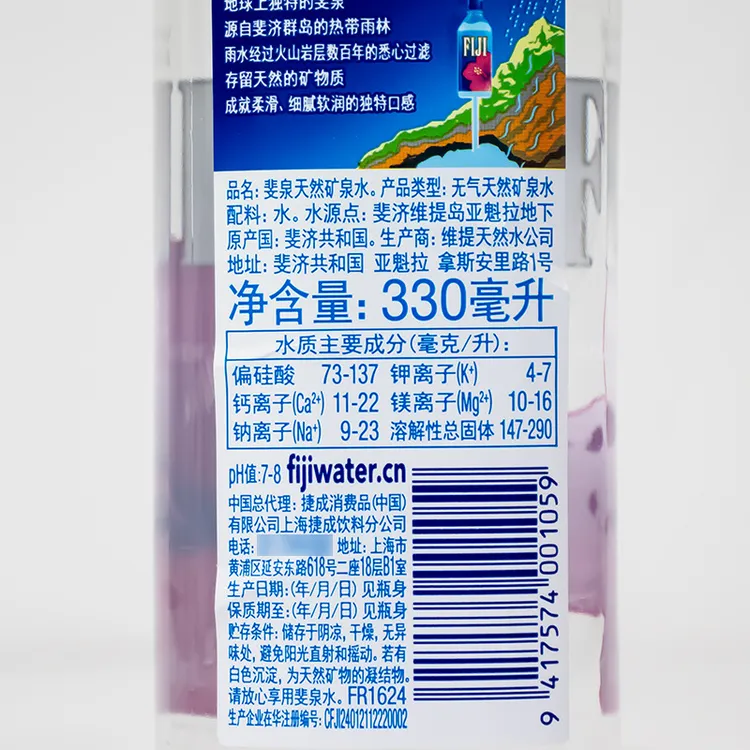 地球上独特的斐泉
源自斐济群岛的热带雨林
雨水经过火山岩层数百年的悉心过滤
存留天然的矿物质
成就柔滑、细腻软润的独特口感
FIJI
品名: 斐泉天然矿泉水。产品类型: 无气天然矿泉水
配料: 水。水源点: 斐济维提岛亚魁拉地下
原产国: 斐济共和国。生产商: 维提天然水公司
地址: 斐济共和国 亚魁拉 拿斯安里路1号
净含量: 330毫升
水质主要成分(毫克/升):
偏硅酸 73-137 钾离子(K⁺) 4-7
钙离子(Ca²⁺) 11-22 镁离子(Mg²⁺) 10-16
钠离子(Na⁺) 9-23 溶解性总固体 147-290
pH值:7-8 fijiwater.cn
中国总代理: 捷成消费品(中国)
有限公司上海捷成饮料分公司
电话: 地址: 上海市
黄浦区延安东路618号二座18层B1室
生产日期:(年/月/日) 见瓶身
保质期至:(年/月/日) 见瓶身
贮存条件: 储存于阴凉, 干燥, 无异
味处, 避免阳光直射和摇动。若有
白色沉淀, 为天然矿物的凝结物。
请放心享用斐泉水。FR1624
生产企业在华注册编号: CFJI24012112220002
9 417574 001059